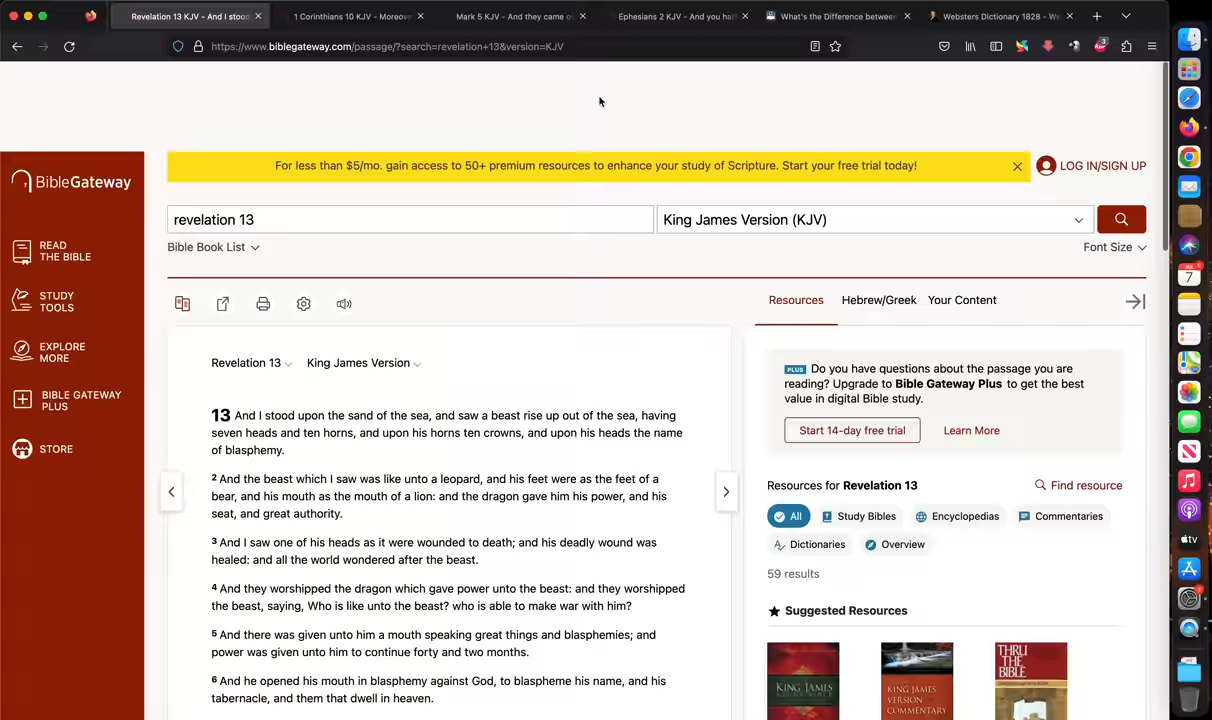 Revelation 13 KJV - And I stood
1 Corinthians 10 KJV - Moreov
Mark 5 KJV - And they came o
Ephesians 2 KJV - And you hat
What's the Difference betweer
Websters Dictionary 1828 - We
https://www.biblegateway.com/passage/?search=revelation+13&version=KJV
For less than $5/mo. gain access to 50+ premium resources to enhance your study of Scripture. Start your free trial today!
LOG IN/SIGN UP
BibleGateway
revelation 13
King James Version (KJV)
Bible Book List
Font Size
READ
THE BIBLE
STUDY
TOOLS
EXPLORE
MORE
BIBLE GATEWAY
PLUS
STORE
Resources
Hebrew/Greek
Your Content
Revelation 13
King James Version
13 And I stood upon the sand of the sea, and saw a beast rise up out of the sea, having
seven heads and ten horns, and upon his horns ten crowns, and upon his heads the name
of blasphemy.
2 And the beast which I saw was like unto a leopard, and his feet were as the feet of a
bear, and his mouth as the mouth of a lion: and the dragon gave him his power, and his
seat, and great authority.
3 And I saw one of his heads as it were wounded to death; and his deadly wound was
healed: and all the world wondered after the beast.
4 And they worshipped the dragon which gave power unto the beast: and they worshipped
the beast, saying, Who is like unto the beast? who is able to make war with him?
5 And there was given unto him a mouth speaking great things and blasphemies; and
power was given unto him to continue forty and two months.
6 And he opened his mouth in blasphemy against God, to blaspheme his name, and his
tabernacle, and them that dwell in heaven.
PLUS Do you have questions about the passage you are
reading? Upgrade to Bible Gateway Plus to get the best
value in digital Bible study.
Start 14-day free trial
Learn More
Resources for Revelation 13
Find resource
All
Study Bibles
Encyclopedias
Commentaries
Dictionaries
Overview
59 results
Suggested Resources
KING JAMES
KING JAMES
VERSION
COMMENTARY
THRU
THE
BIBLE
7
tv